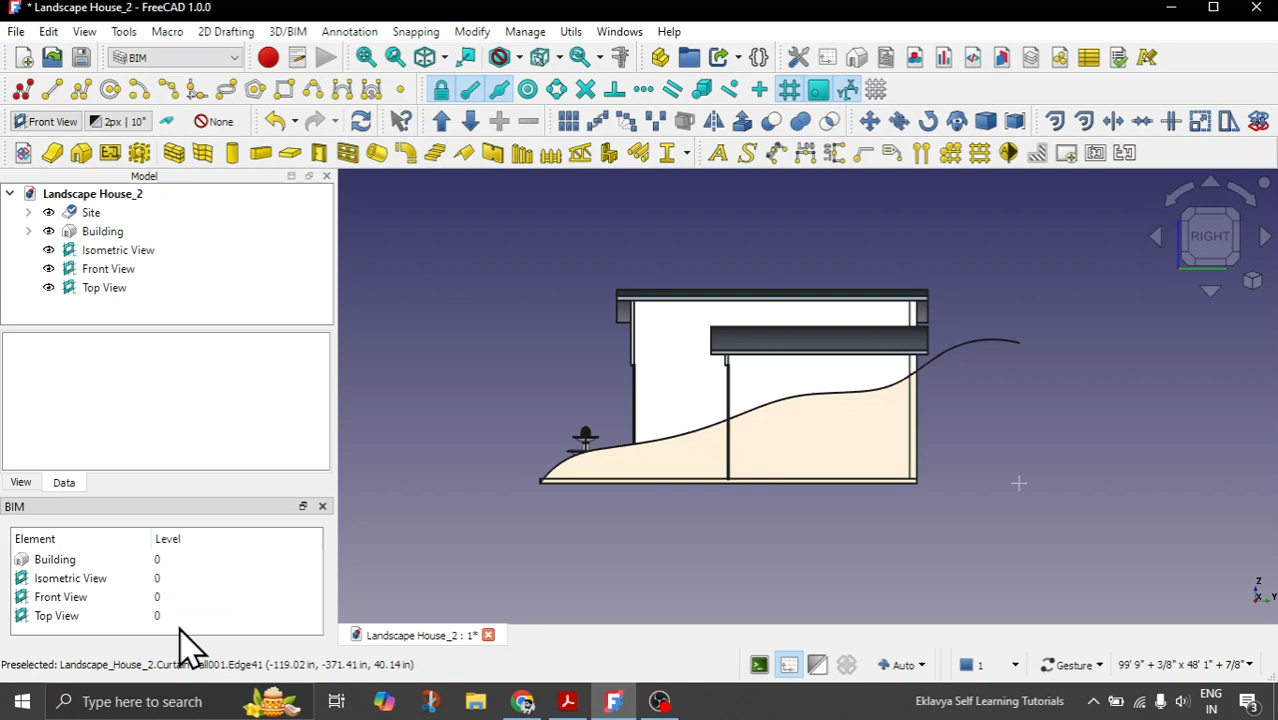 * Landscape House_2 - FreeCAD 1.0.0
File Edit View Tools Macro 2D Drafting 3D/BIM Annotation Snapping Modify Manage Utils Windows Help
BIM
Front View 2px | 10" None
Model
Landscape House_2
Site
Building
Isometric View
Front View
Top View
RIGHT
View Data
BIM
Element Level
Building 0
Isometric View 0
Front View 0
Top View 0
Z
X Y
Landscape House_2 : 1*
Auto 1 Gesture 99' 9" + 3/8" x 48' 1" + 7/8"
Type here to search
Eklavya Self Learning Tutorials
ENG
IN
3